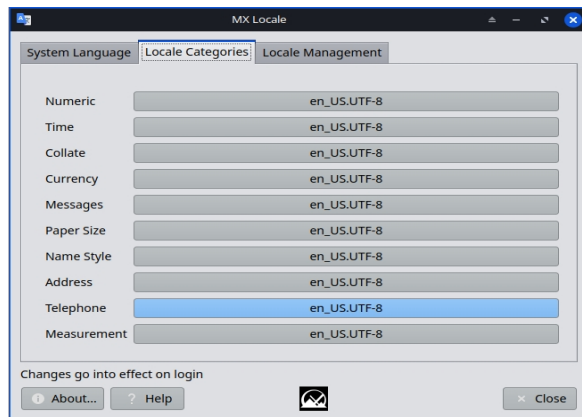 MX Locale
System Language Locale Categories Locale Management
Numeric en_US.UTF-8
Time en_US.UTF-8
Collate en_US.UTF-8
Currency en_US.UTF-8
Messages en_US.UTF-8
Paper Size en_US.UTF-8
Name Style en_US.UTF-8
Address en_US.UTF-8
Telephone en_US.UTF-8
Measurement en_US.UTF-8
Changes go into effect on login
About... ? Help Close